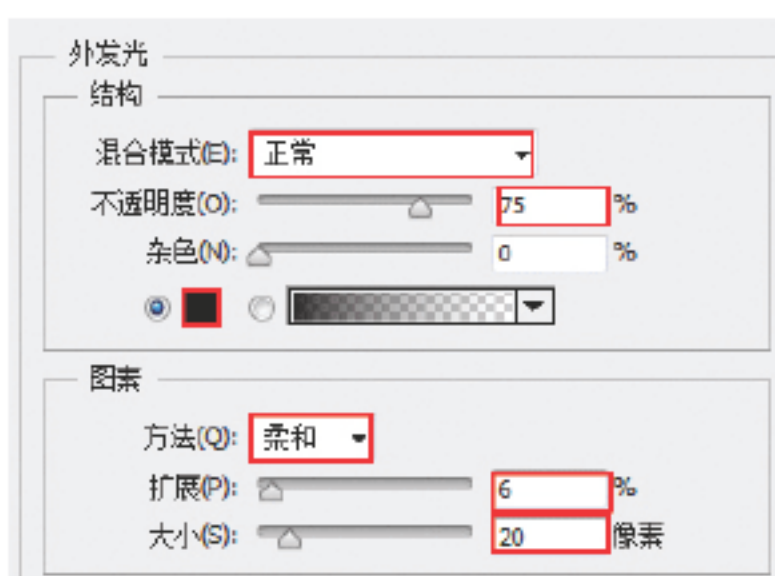 外发光
结构
混合模式(E): 正常
不透明度(O): 75 %
杂色(N): 0 %
图素
方法(Q): 柔和
扩展(P): 6 %
大小(S): 20 像素